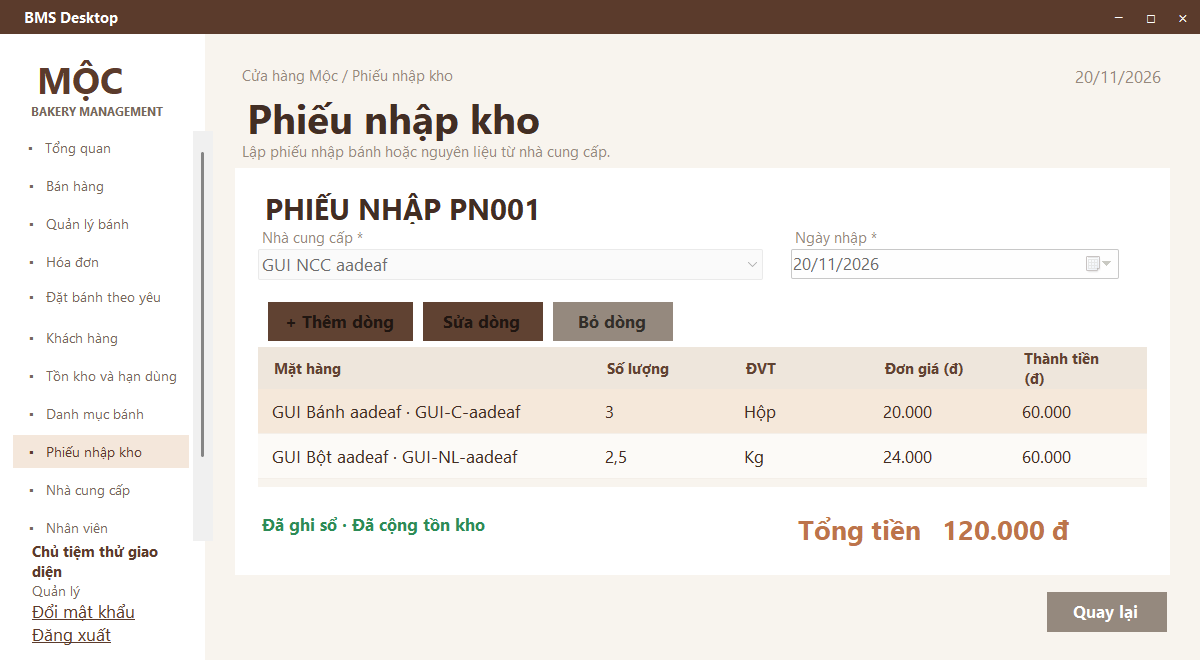 BMS Desktop
MỘC
BAKERY MANAGEMENT
Tổng quan
Bán hàng
Quản lý bánh
Hóa đơn
Đặt bánh theo yêu
Khách hàng
Tồn kho và hạn dùng
Danh mục bánh
Phiếu nhập kho
Nhà cung cấp
Nhân viên
Chủ tiệm thử giao
diện
Quản lý
Đổi mật khẩu
Đăng xuất
Cửa hàng Mộc / Phiếu nhập kho
20/11/2026
Phiếu nhập kho
Lập phiếu nhập bánh hoặc nguyên liệu từ nhà cung cấp.
PHIẾU NHẬP PN001
Nhà cung cấp * Ngày nhập *
GUI NCC aadeaf 20/11/2026
+ Thêm dòng Sửa dòng Bỏ dòng
Mặt hàng Số lượng ĐVT Đơn giá (đ) Thành tiền
(đ)
GUI Bánh aadeaf · GUI-C-aadeaf 3 Hộp 20.000 60.000
GUI Bột aadeaf · GUI-NL-aadeaf 2,5 Kg 24.000 60.000
Đã ghi sổ · Đã cộng tồn kho Tổng tiền 120.000 đ
Quay lại